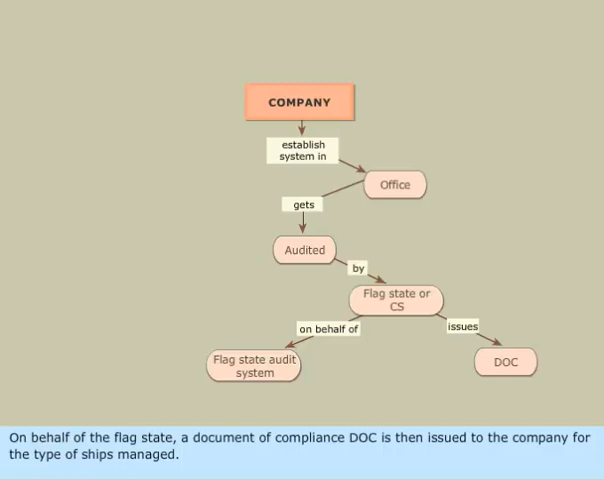 COMPANY
establish
system in
Office
gets
Audited
by
Flag state or
CS
on behalf of
issues
Flag state audit
system
DOC
On behalf of the flag state, a document of compliance DOC is then issued to the company for
the type of ships managed.